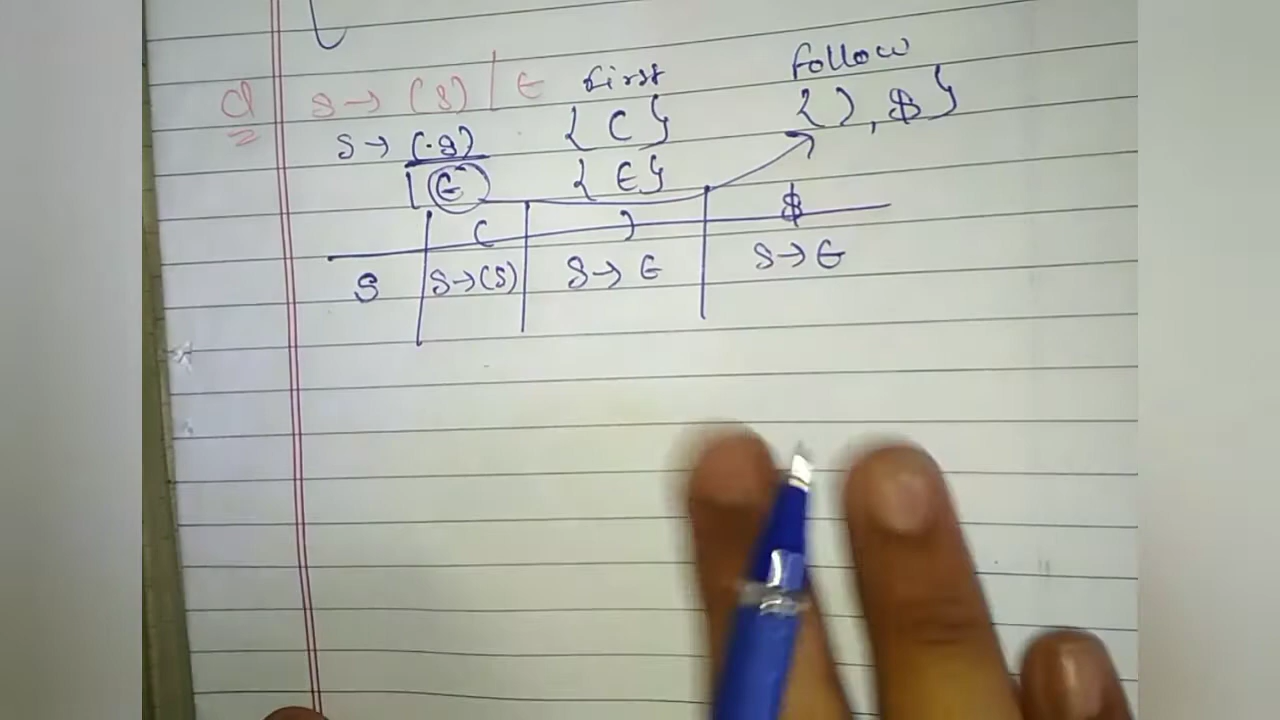 d S → (S) | ε First Follow
S → (·S) { ( } { ), $ }
| ε { ε }
( ) $
S S→(S) S→ε S→ε